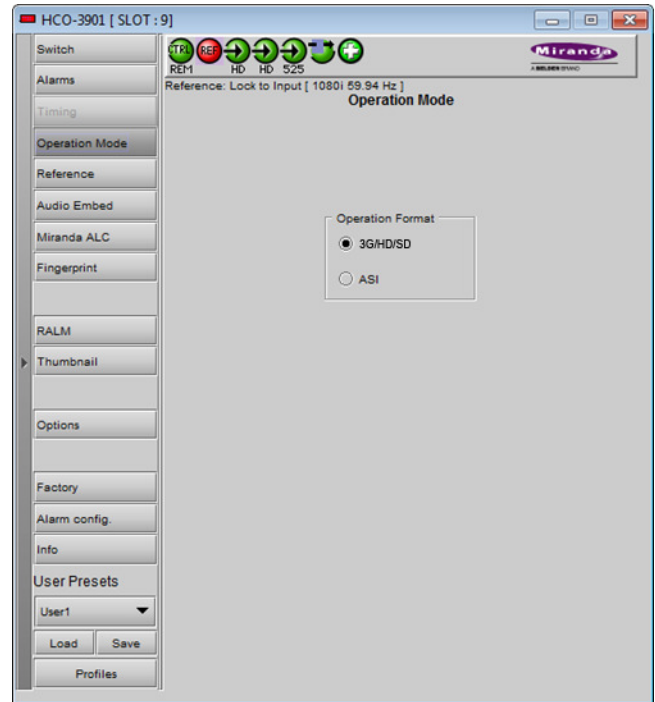 HCO-3901 [ SLOT : 9]
Switch
Alarms
Timing
Operation Mode
Reference
Audio Embed
Miranda ALC
Fingerprint
RALM
Thumbnail
Options
Factory
Alarm config.
Info
User Presets
User1
Load Save
Profiles
CTRL REF
REM HD HD 525
Miranda
A BELDEN BRAND
Reference: Lock to Input [ 1080i 59.94 Hz ]
Operation Mode
Operation Format
3G/HD/SD
ASI